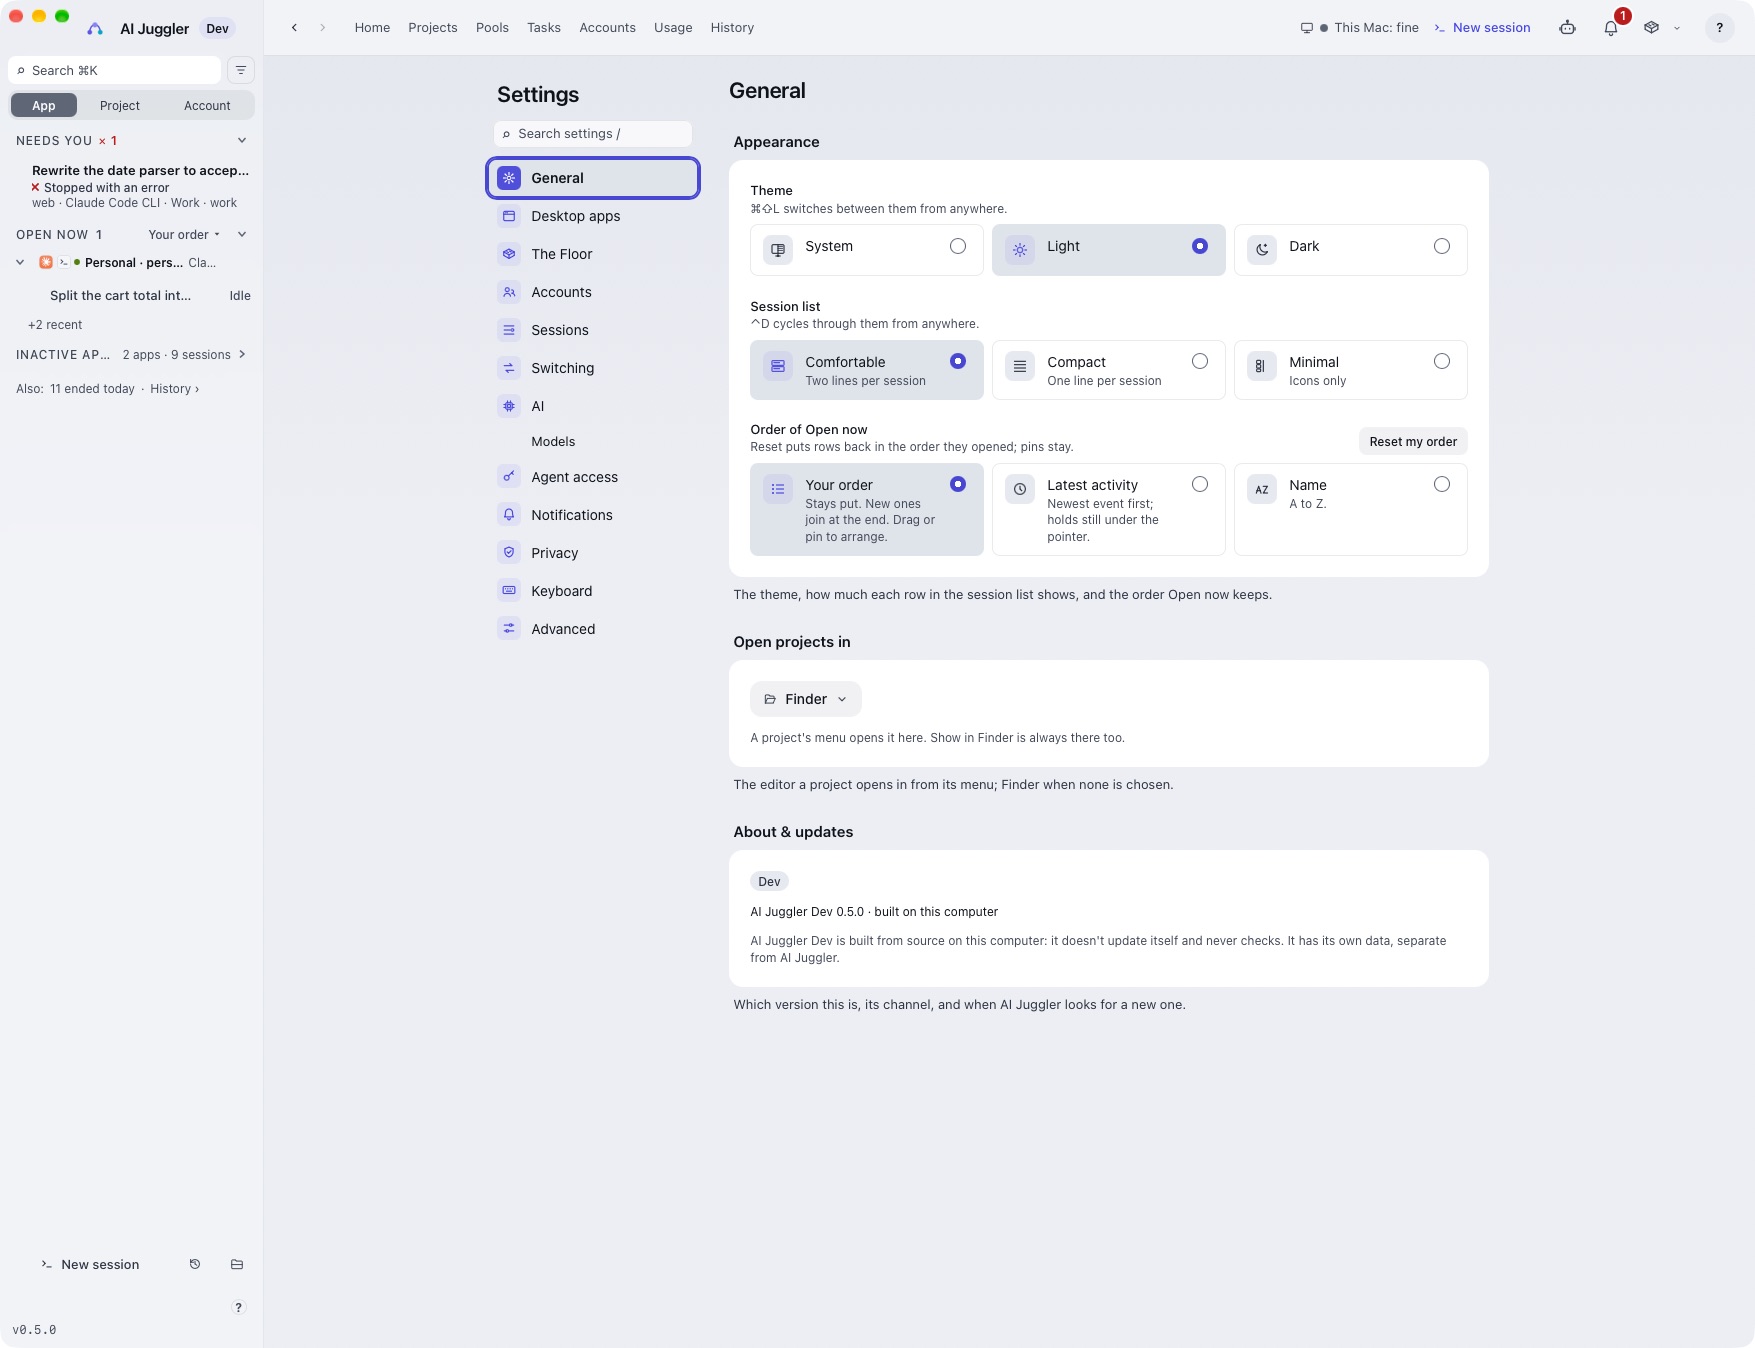 AI Juggler Dev
Search ⌘K
App Project Account
NEEDS YOU × 1
Rewrite the date parser to accep...
× Stopped with an error
web · Claude Code CLI · Work · work
OPEN NOW 1 Your order
Personal · pers... Cla...
Split the cart total int... Idle
+2 recent
INACTIVE AP... 2 apps · 9 sessions
Also: 11 ended today · History ›
New session
?
v0.5.0
Home Projects Pools Tasks Accounts Usage History
This Mac: fine
New session
1
?
Settings
Search settings /
General
Desktop apps
The Floor
Accounts
Sessions
Switching
AI
Models
Agent access
Notifications
Privacy
Keyboard
Advanced
General
Appearance
Theme
⌘⇧L switches between them from anywhere.
System Light Dark
Session list
^D cycles through them from anywhere.
Comfortable
Two lines per session
Compact
One line per session
Minimal
Icons only
Order of Open now
Reset puts rows back in the order they opened; pins stay.
Reset my order
Your order
Stays put. New ones
join at the end. Drag or
pin to arrange.
Latest activity
Newest event first;
holds still under the
pointer.
AZ
Name
A to Z.
The theme, how much each row in the session list shows, and the order Open now keeps.
Open projects in
Finder
A project's menu opens it here. Show in Finder is always there too.
The editor a project opens in from its menu; Finder when none is chosen.
About & updates
Dev
AI Juggler Dev 0.5.0 · built on this computer
AI Juggler Dev is built from source on this computer: it doesn't update itself and never checks. It has its own data, separate
from AI Juggler.
Which version this is, its channel, and when AI Juggler looks for a new one.